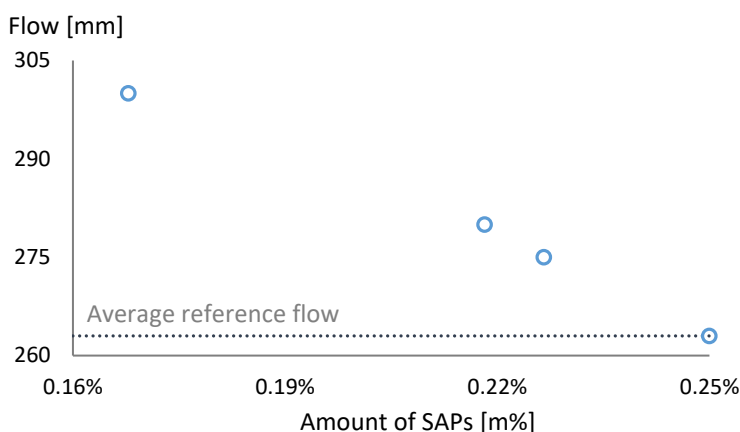 Flow [mm]
305
290
275
Average reference flow
260
0.16% 0.19% 0.22% 0.25%
Amount of SAPs [m%]